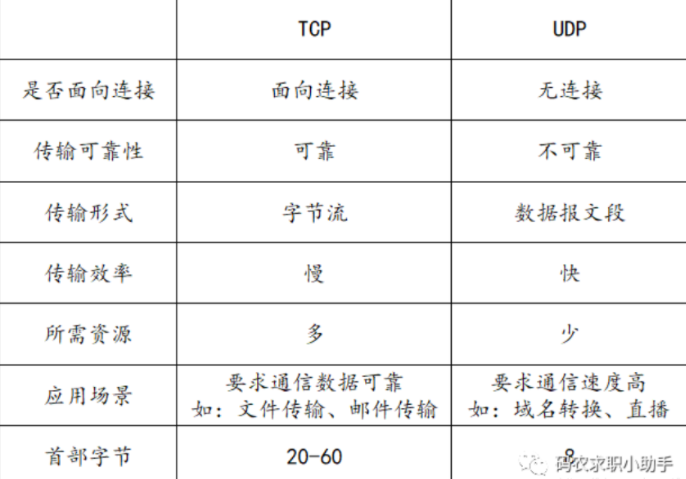 TCP UDP
是否面向连接 面向连接 无连接
传输可靠性 可靠 不可靠
传输形式 字节流 数据报文段
传输效率 慢 快
所需资源 多 少
应用场景 要求通信数据可靠 要求通信速度高
如：文件传输、邮件传输 如：域名转换、直播
首部字节 20-60 8
码农求职小助手